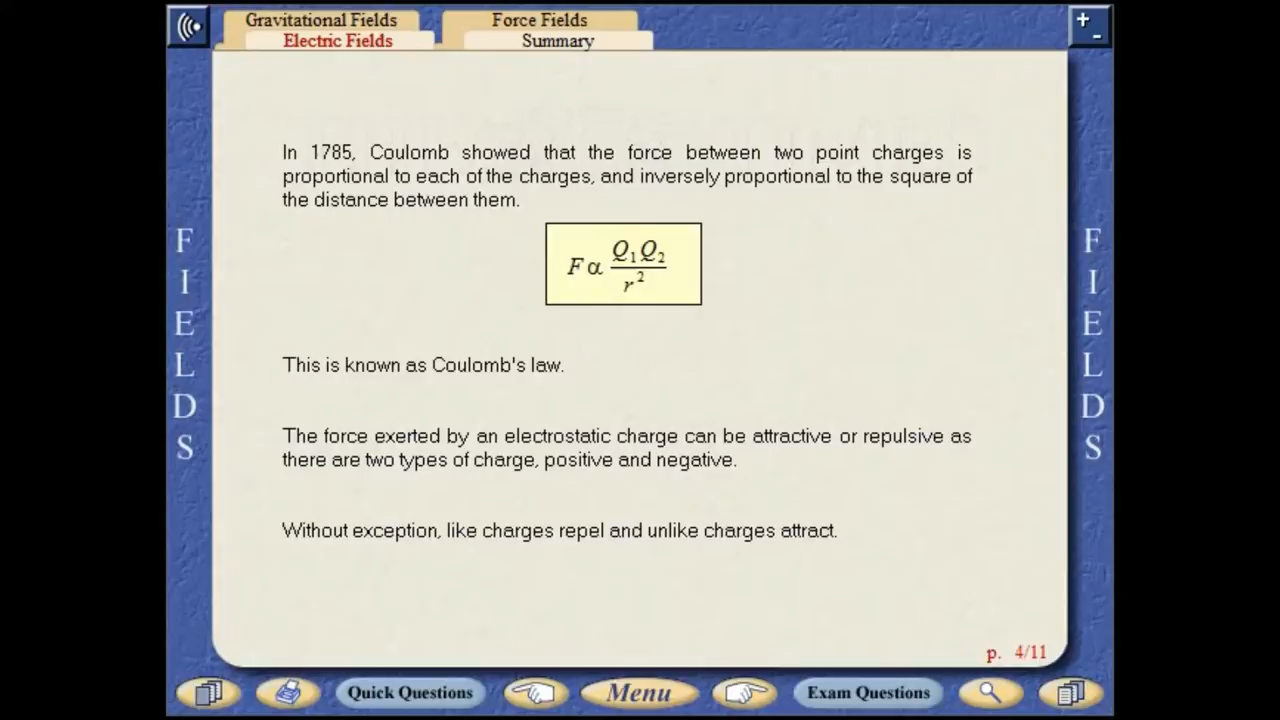 Gravitational Fields
Force Fields
Electric Fields
Summary
+
-
In 1785, Coulomb showed that the force between two point charges is
proportional to each of the charges, and inversely proportional to the square of
the distance between them.
F α Q₁Q₂ / r²
This is known as Coulomb's law.
The force exerted by an electrostatic charge can be attractive or repulsive as
there are two types of charge, positive and negative.
Without exception, like charges repel and unlike charges attract.
p. 4/11
FIELDS
FIELDS
Quick Questions
Menu
Exam Questions